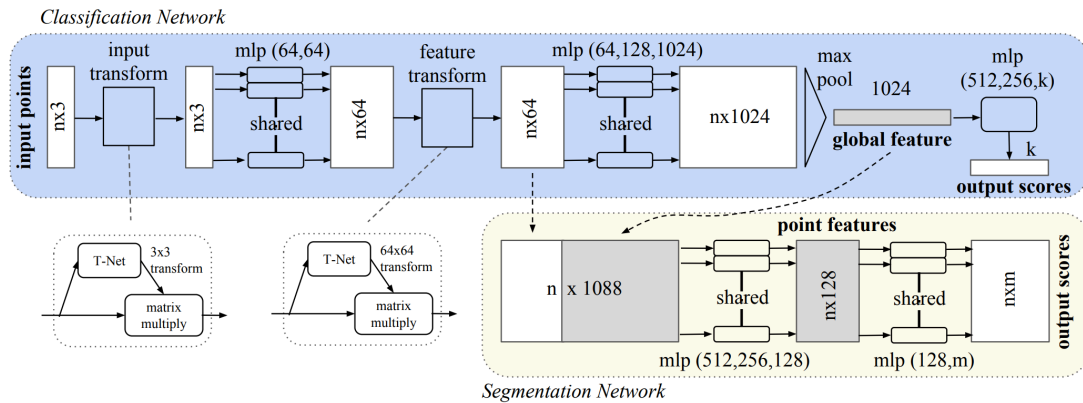 Classification Network
input points
nx3
input
transform
nx3
mlp (64,64)
shared
nx64
feature
transform
nx64
mlp (64,128,1024)
shared
nx1024
max
pool
1024
global feature
mlp
(512,256,k)
k
output scores
T-Net
3x3
transform
matrix
multiply
T-Net
64x64
transform
matrix
multiply
point features
n x 1088
shared
mlp (512,256,128)
nx128
shared
mlp (128,m)
nxm
output scores
Segmentation Network